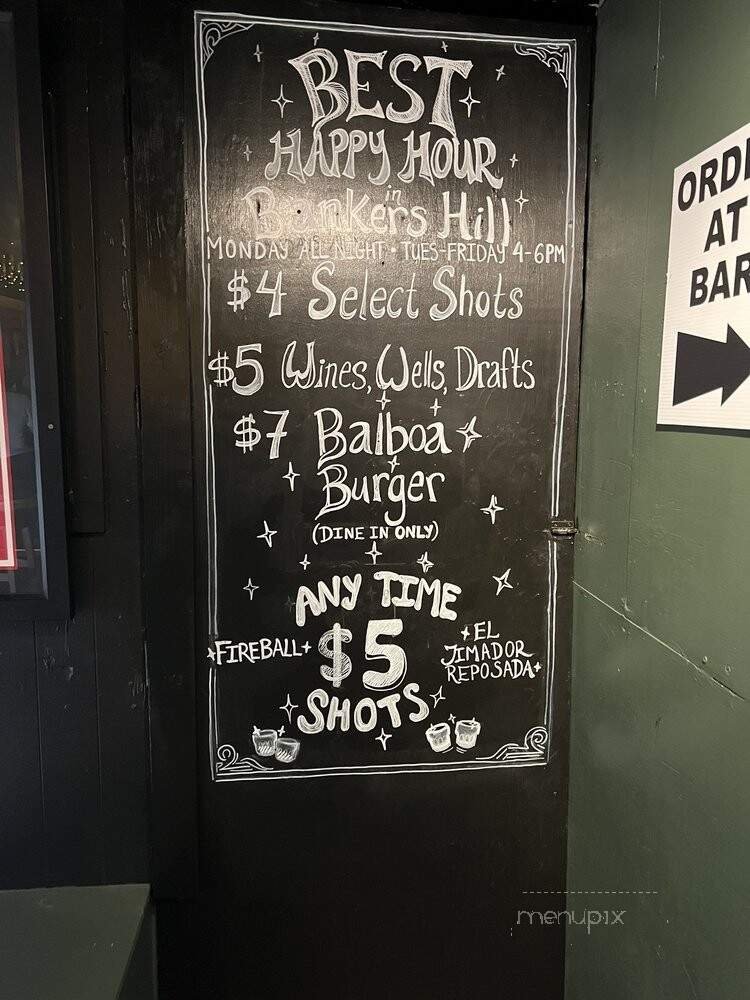 BEST
HAPPY HOUR
in
Bankers Hill
MONDAY ALL NIGHT • TUES-FRIDAY 4-6PM
$4 Select Shots
$5 Wines, Wells, Drafts
$7 Balboa
Burger
(DINE IN ONLY)
ANY TIME
FIREBALL
$5
EL
JIMADOR
REPOSADA
SHOTS
ORDE
AT
BAR
menupix